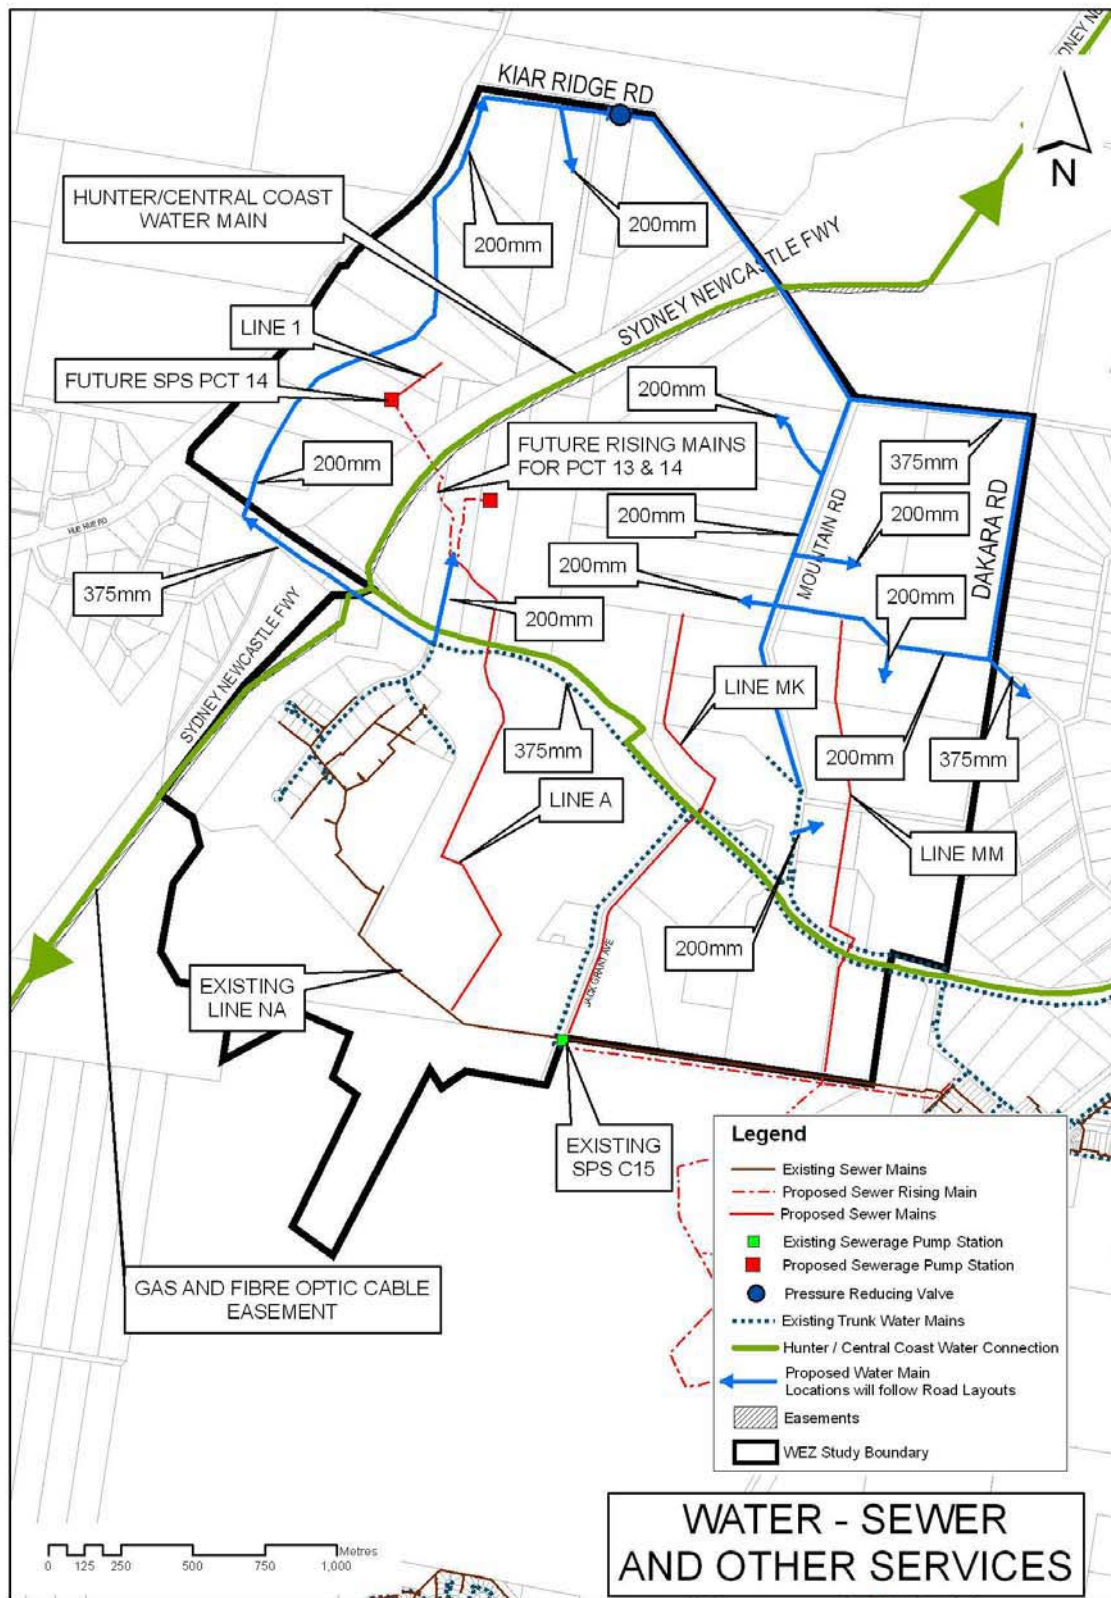 SYDNEY NE
KIAR RIDGE RD
N
HUNTER/CENTRAL COAST
WATER MAIN
200mm
200mm
SYDNEY NEWCASTLE FWY
LINE 1
FUTURE SPS PCT 14
200mm
FUTURE RISING MAINS
FOR PCT 13 & 14
375mm
200mm
HUE HUE RD
200mm
200mm
MOUNTAIN RD
DAKARA RD
375mm
200mm
200mm
200mm
SYDNEY NEWCASTLE FWY
LINE MK
375mm
200mm
375mm
LINE A
LINE MM
200mm
JACK GRANT AVE
EXISTING
LINE NA
EXISTING
SPS C15
GAS AND FIBRE OPTIC CABLE
EASEMENT
Legend
Existing Sewer Mains
Proposed Sewer Rising Main
Proposed Sewer Mains
Existing Sewerage Pump Station
Proposed Sewerage Pump Station
Pressure Reducing Valve
Existing Trunk Water Mains
Hunter / Central Coast Water Connection
Proposed Water Main
Locations will follow Road Layouts
Easements
WEZ Study Boundary
Metres
0 125 250 500 750 1,000
WATER - SEWER
AND OTHER SERVICES